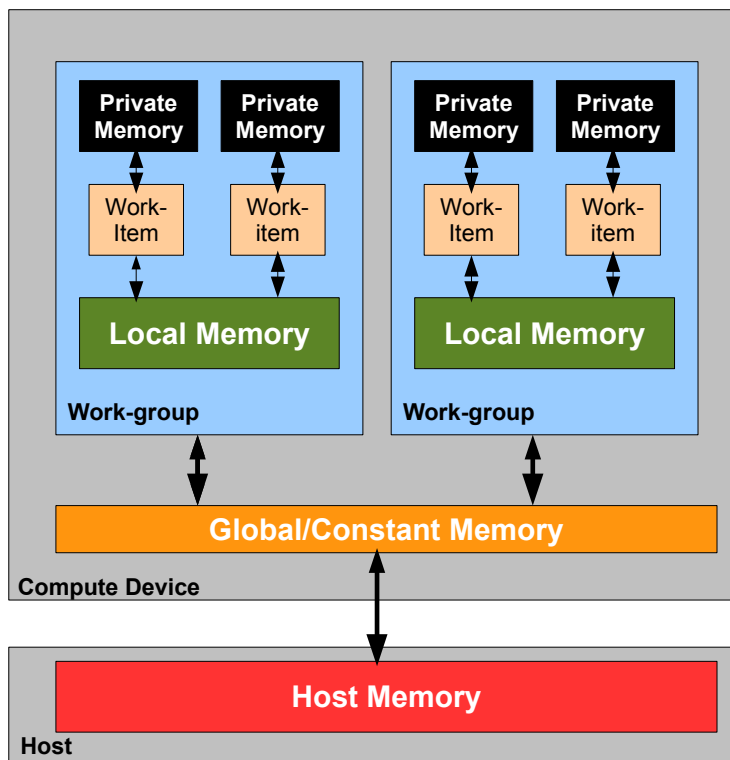 Private
Memory
Private
Memory
Private
Memory
Private
Memory
Work-
Item
Work-
item
Work-
Item
Work-
item
Local Memory
Local Memory
Work-group
Work-group
Global/Constant Memory
Compute Device
Host Memory
Host